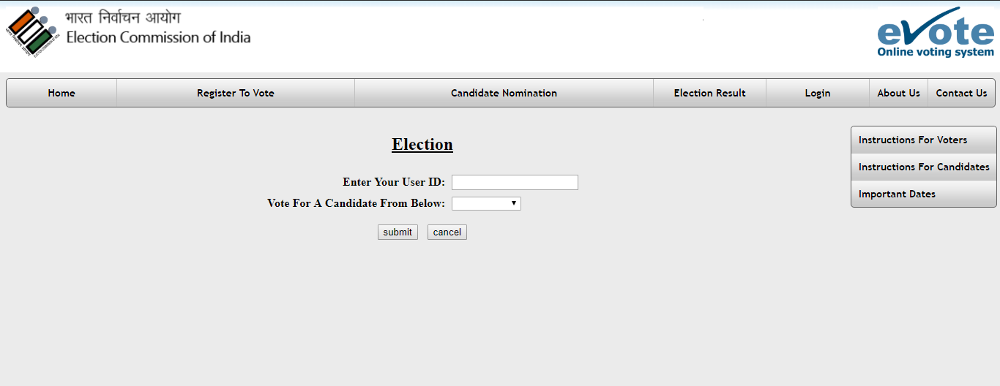 भारत निर्वाचन आयोग
Election Commission of India
evote
Online voting system
Home Register To Vote Candidate Nomination Election Result Login About Us Contact Us
Election
Enter Your User ID:
Vote For A Candidate From Below:
submit cancel
Instructions For Voters
Instructions For Candidates
Important Dates